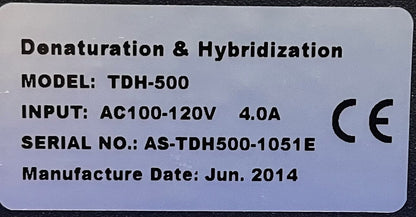 Denaturation & Hybridization
MODEL: TDH-500
INPUT: AC100-120V 4.0A
SERIAL NO.: AS-TDH500-1051E
Manufacture Date: Jun. 2014
CE